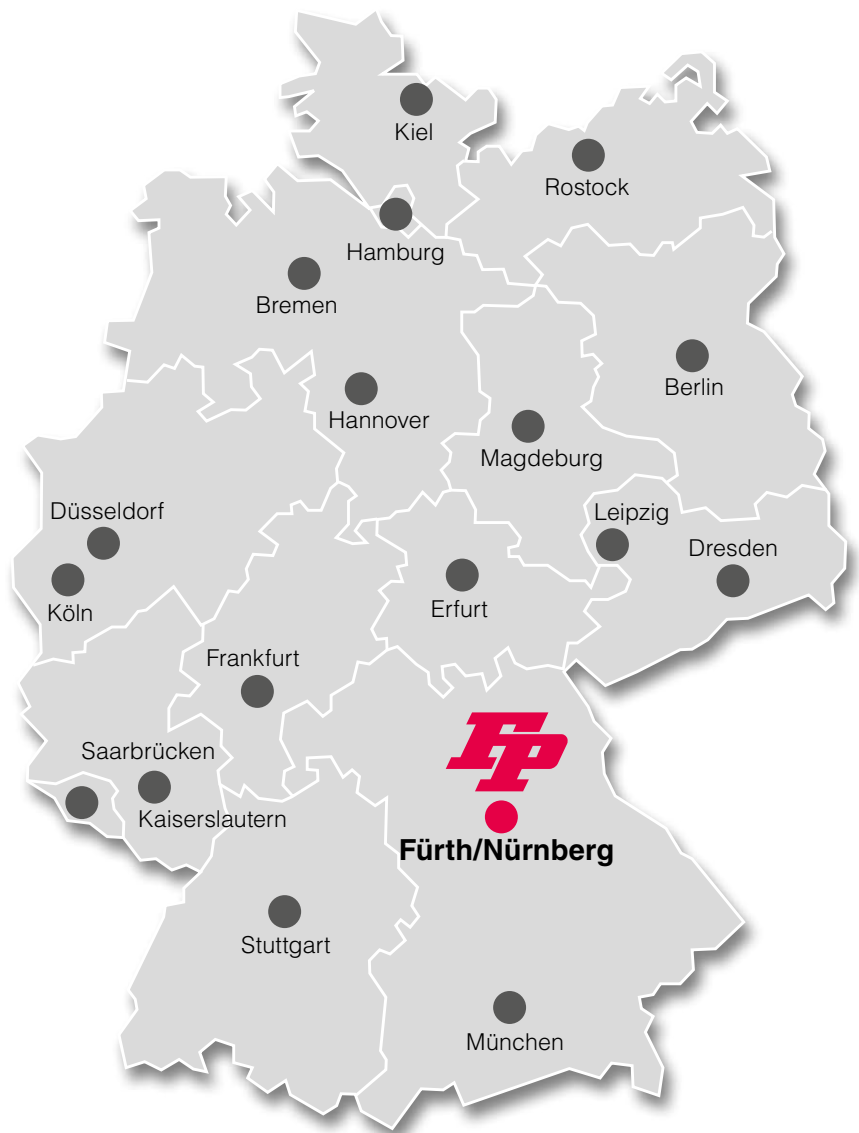 Kiel
Rostock
Hamburg
Bremen
Berlin
Hannover
Magdeburg
Düsseldorf
Leipzig
Dresden
Köln
Erfurt
Frankfurt
FP
Saarbrücken
Kaiserslautern
Fürth/Nürnberg
Stuttgart
München